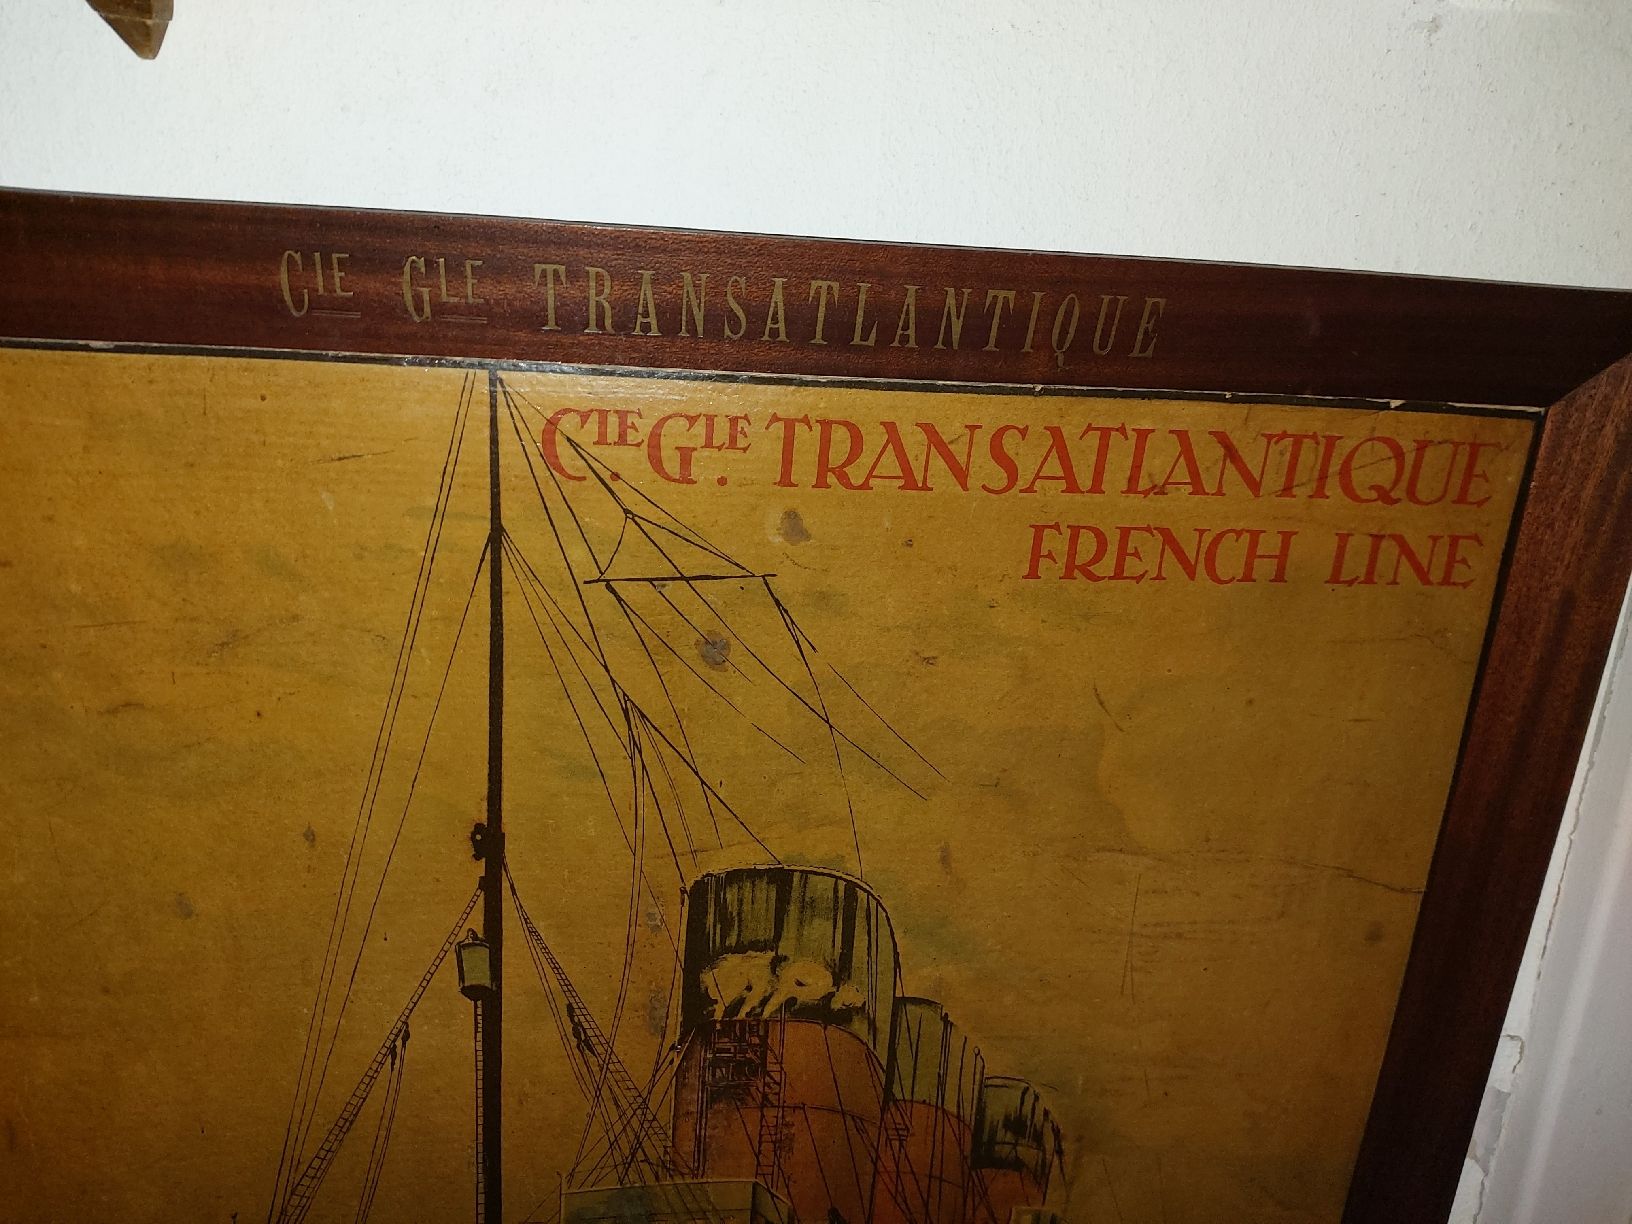 CIE GLE TRANSATLANTIQUE
CIE. GLE. TRANSATLANTIQUE
FRENCH LINE